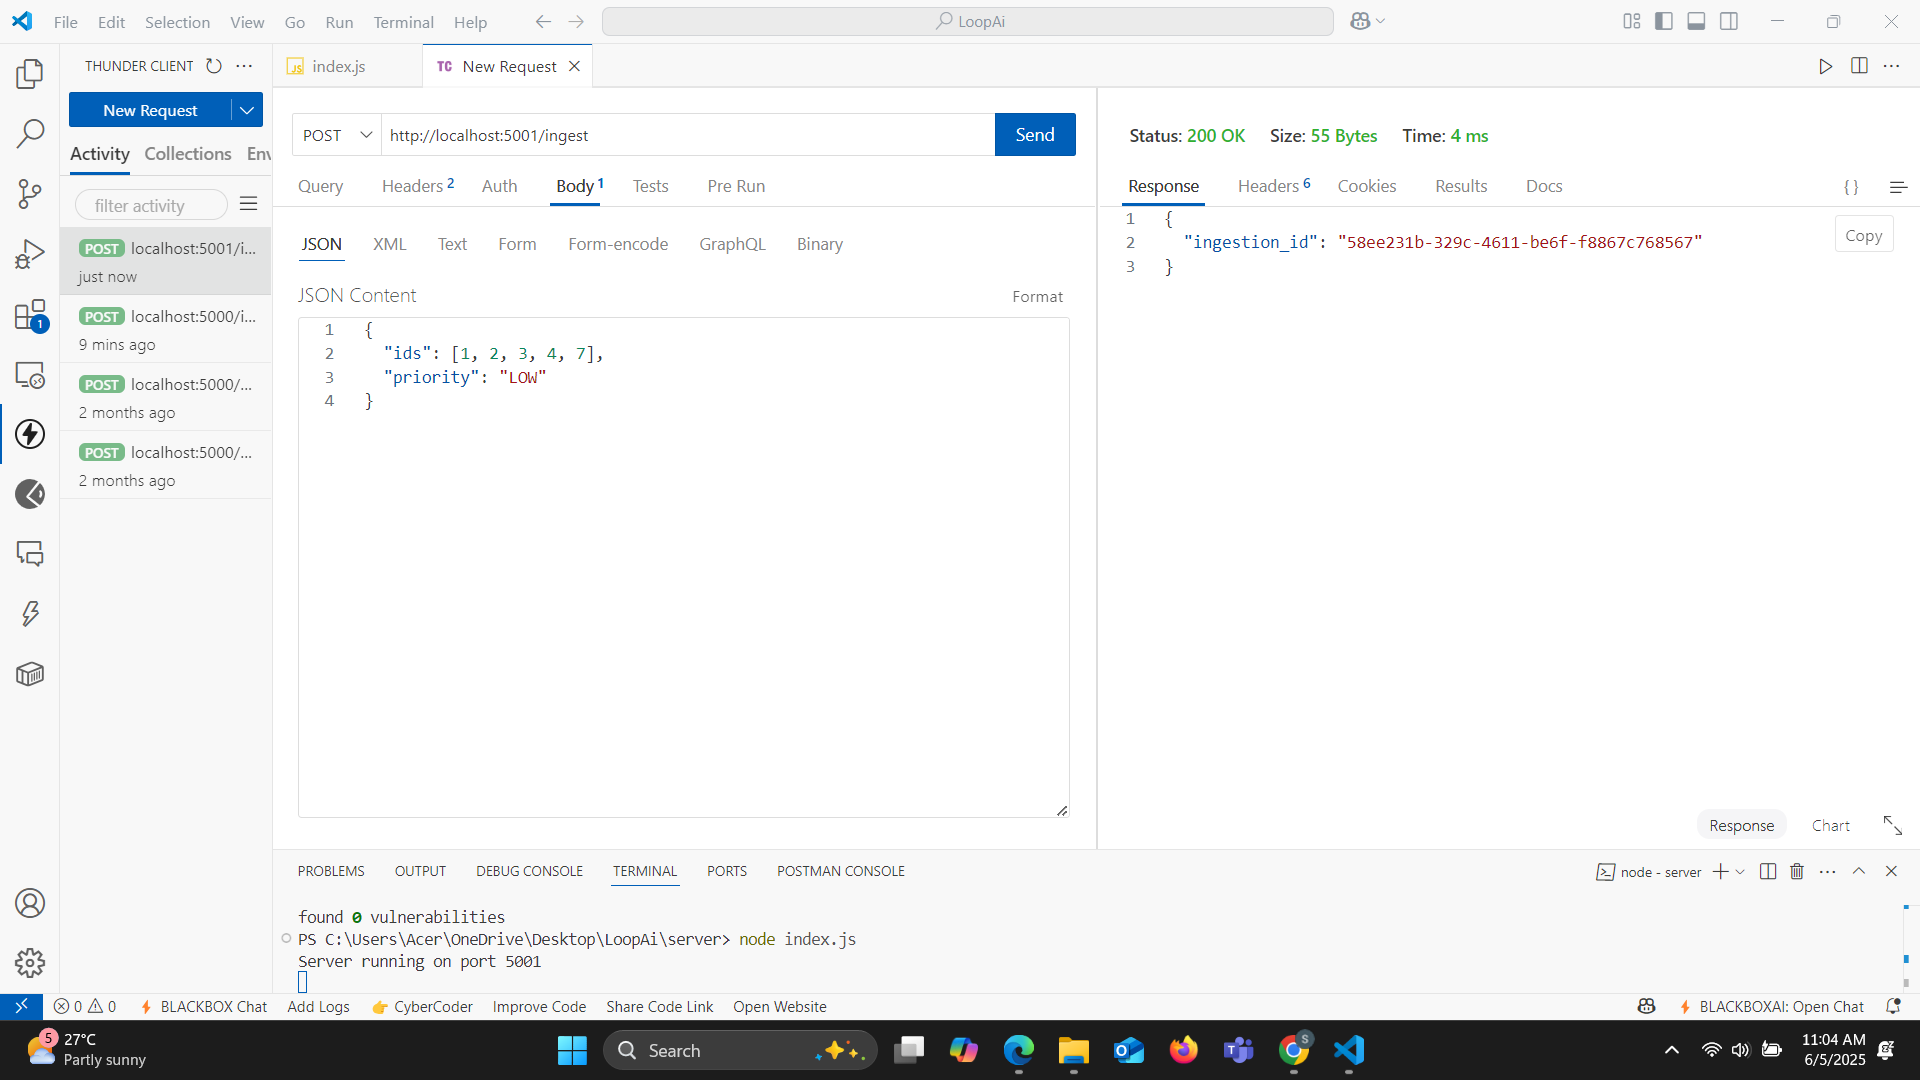 File Edit Selection View Go Run Terminal Help
LoopAi
THUNDER CLIENT
New Request
Activity Collections Env
filter activity
POST localhost:5001/i...
just now
POST localhost:5000/i...
9 mins ago
POST localhost:5000/...
2 months ago
POST localhost:5000/...
2 months ago
1
JS index.js
TC New Request
POST http://localhost:5001/ingest Send
Query Headers 2 Auth Body 1 Tests Pre Run
JSON XML Text Form Form-encode GraphQL Binary
JSON Content Format
1 {
2 "ids": [1, 2, 3, 4, 7],
3 "priority": "LOW"
4 }
Status: 200 OK Size: 55 Bytes Time: 4 ms
Response Headers 6 Cookies Results Docs { }
1 {
2 "ingestion_id": "58ee231b-329c-4611-be6f-f8867c768567"
3 }
Copy
Response Chart
PROBLEMS OUTPUT DEBUG CONSOLE TERMINAL PORTS POSTMAN CONSOLE
node - server
found 0 vulnerabilities
PS C:\Users\Acer\OneDrive\Desktop\LoopAi\server> node index.js
Server running on port 5001
0 0 BLACKBOX Chat Add Logs CyberCoder Improve Code Share Code Link Open Website BLACKBOXAI: Open Chat
5 27°C
Partly sunny
Search
S
11:04 AM
6/5/2025